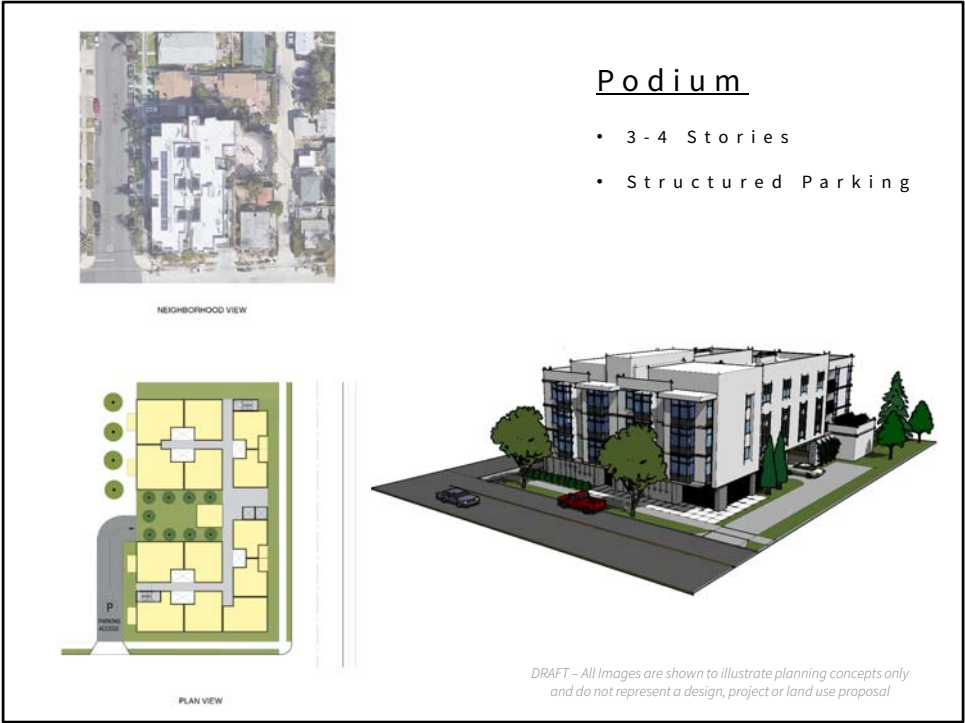 Podium
• 3-4 Stories
• Structured Parking
NEIGHBORHOOD VIEW
P
PARKING
ACCESS
PLAN VIEW
DRAFT – All Images are shown to illustrate planning concepts only
and do not represent a design, project or land use proposal